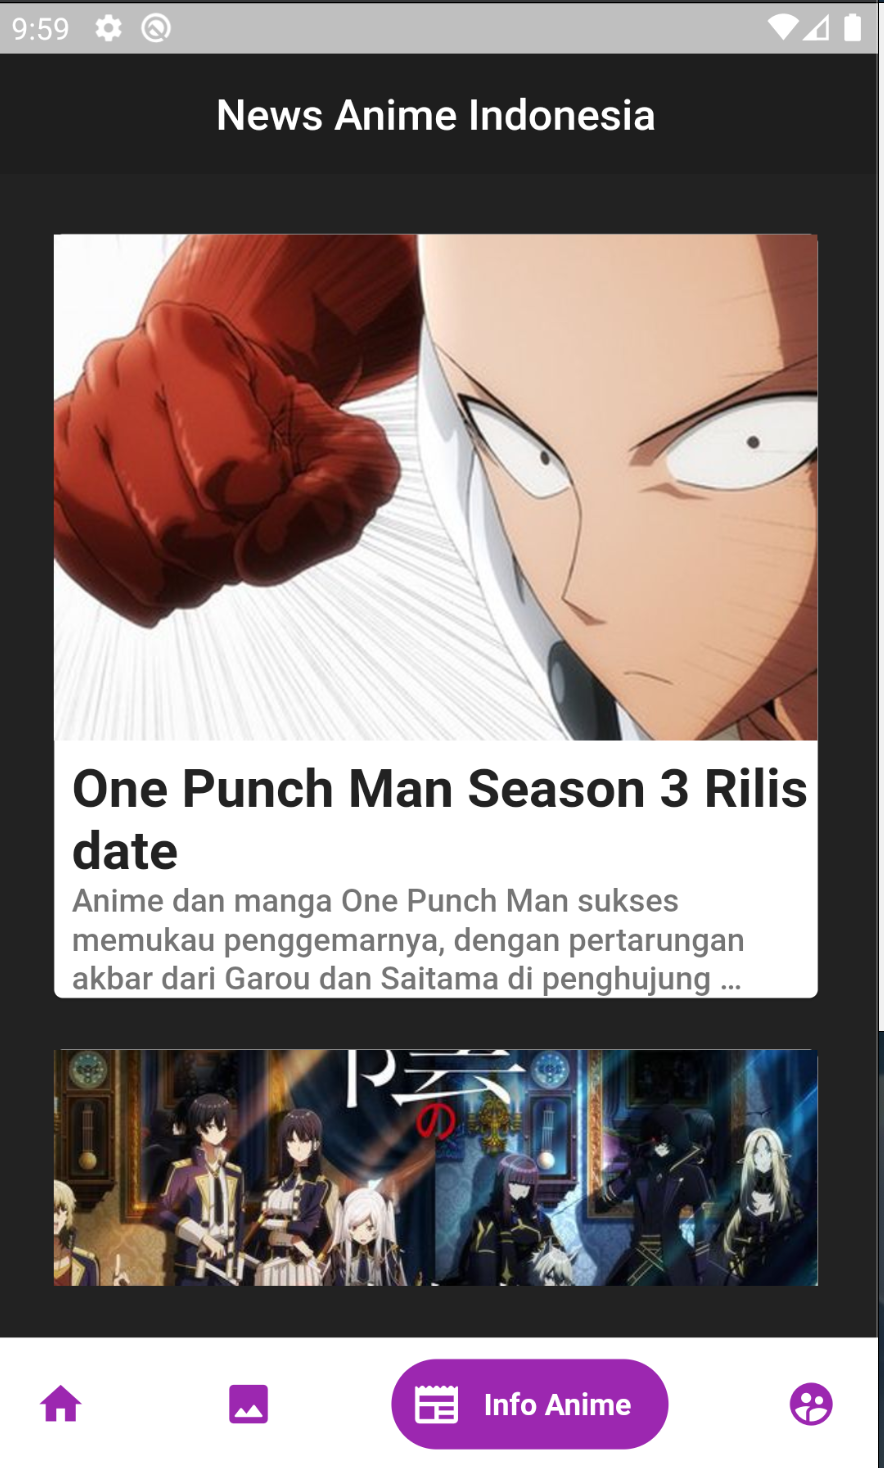 9:59
News Anime Indonesia
One Punch Man Season 3 Rilis
date
Anime dan manga One Punch Man sukses
memukau penggemarnya, dengan pertarungan
akbar dari Garou dan Saitama di penghujung ...
の
Info Anime